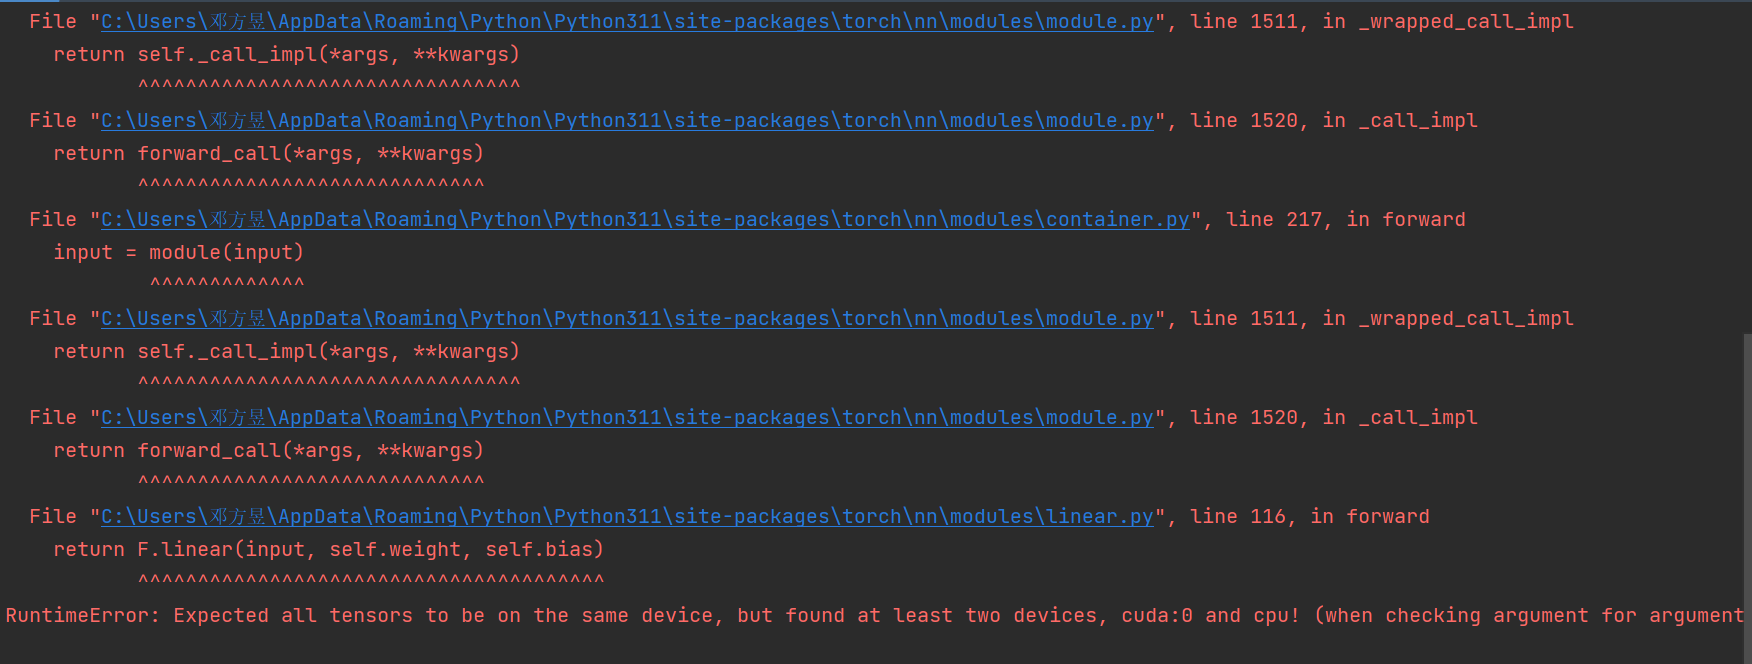 File "C:\Users\邓方昱\AppData\Roaming\Python\Python311\site-packages\torch\nn\modules\module.py", line 1511, in _wrapped_call_impl
return self._call_impl(*args, **kwargs)
^^^^^^^^^^^^^^^^^^^^^^^^^^^^^^^^
File "C:\Users\邓方昱\AppData\Roaming\Python\Python311\site-packages\torch\nn\modules\module.py", line 1520, in _call_impl
return forward_call(*args, **kwargs)
^^^^^^^^^^^^^^^^^^^^^^^^^^^^^
File "C:\Users\邓方昱\AppData\Roaming\Python\Python311\site-packages\torch\nn\modules\container.py", line 217, in forward
input = module(input)
^^^^^^^^^^^^^
File "C:\Users\邓方昱\AppData\Roaming\Python\Python311\site-packages\torch\nn\modules\module.py", line 1511, in _wrapped_call_impl
return self._call_impl(*args, **kwargs)
^^^^^^^^^^^^^^^^^^^^^^^^^^^^^^^^
File "C:\Users\邓方昱\AppData\Roaming\Python\Python311\site-packages\torch\nn\modules\module.py", line 1520, in _call_impl
return forward_call(*args, **kwargs)
^^^^^^^^^^^^^^^^^^^^^^^^^^^^^
File "C:\Users\邓方昱\AppData\Roaming\Python\Python311\site-packages\torch\nn\modules\linear.py", line 116, in forward
return F.linear(input, self.weight, self.bias)
^^^^^^^^^^^^^^^^^^^^^^^^^^^^^^^^^^^^^^^
RuntimeError: Expected all tensors to be on the same device, but found at least two devices, cuda:0 and cpu! (when checking argument for argument